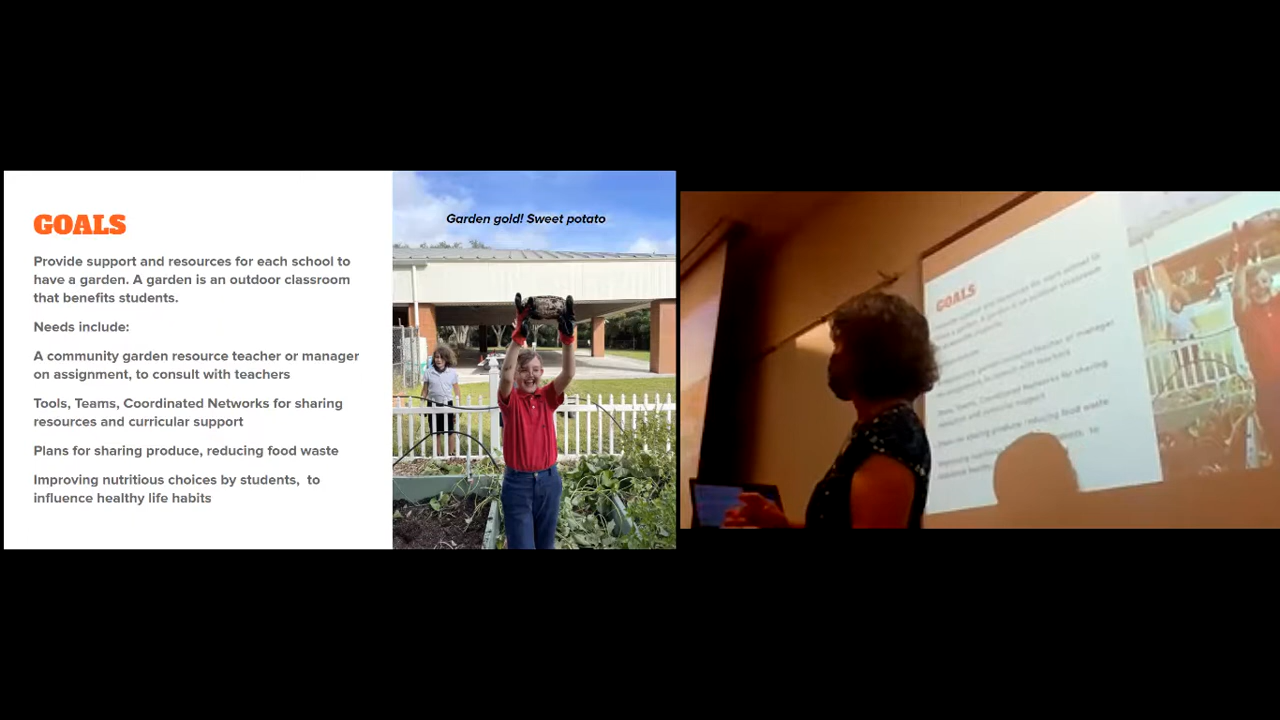 GOALS
Provide support and resources for each school to
have a garden. A garden is an outdoor classroom
that benefits students.
Needs include:
A community garden resource teacher or manager
on assignment, to consult with teachers
Tools, Teams, Coordinated Networks for sharing
resources and curricular support
Plans for sharing produce, reducing food waste
Improving nutritious choices by students,  to
influence healthy life habits
Garden gold! Sweet potato
GOALS